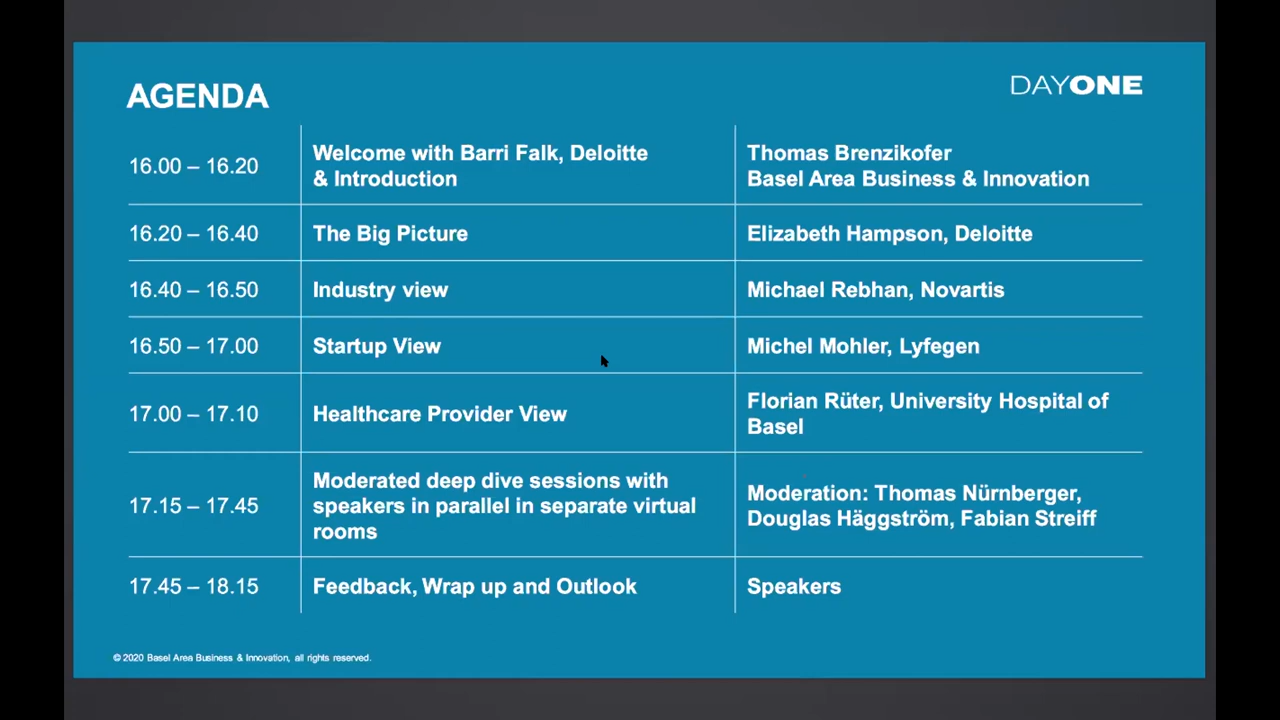 AGENDA
DAYONE
16.00 – 16.20
Welcome with Barri Falk, Deloitte
& Introduction
Thomas Brenzikofer
Basel Area Business & Innovation
16.20 – 16.40
The Big Picture
Elizabeth Hampson, Deloitte
16.40 – 16.50
Industry view
Michael Rebhan, Novartis
16.50 – 17.00
Startup View
Michel Mohler, Lyfegen
17.00 – 17.10
Healthcare Provider View
Florian Rüter, University Hospital of
Basel
17.15 – 17.45
Moderated deep dive sessions with
speakers in parallel in separate virtual
rooms
Moderation: Thomas Nürnberger,
Douglas Häggström, Fabian Streiff
17.45 – 18.15
Feedback, Wrap up and Outlook
Speakers
© 2020 Basel Area Business & Innovation, all rights reserved.